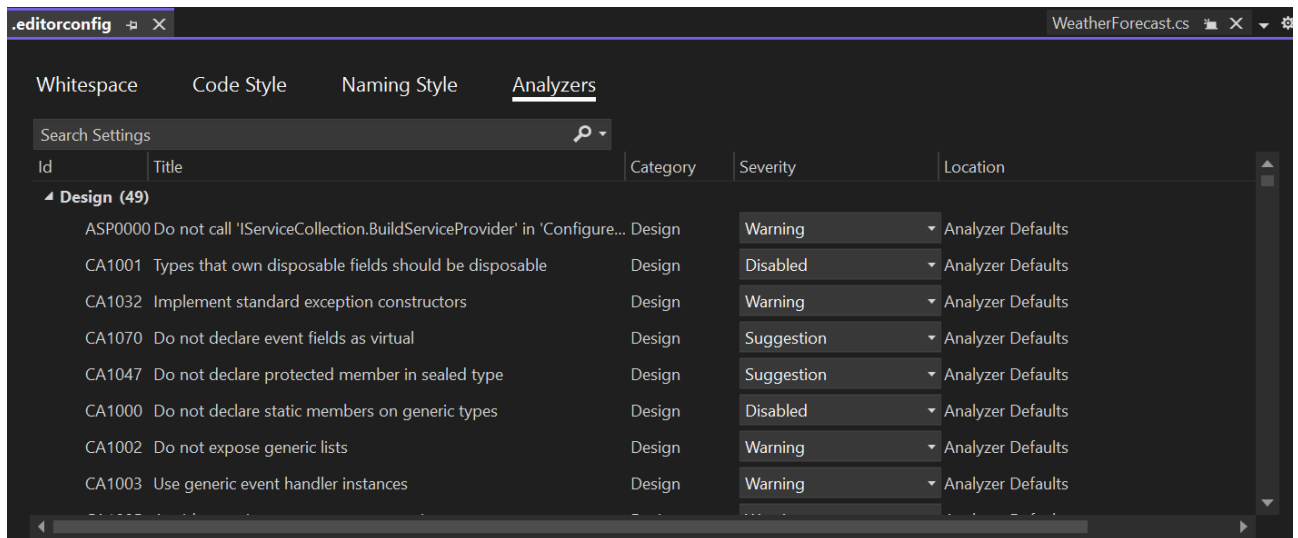 .editorconfig WeatherForecast.cs
Whitespace Code Style Naming Style Analyzers
Search Settings
Id Title Category Severity Location
Design (49)
ASP0000 Do not call 'IServiceCollection.BuildServiceProvider' in 'Configure... Design Warning Analyzer Defaults
CA1001 Types that own disposable fields should be disposable Design Disabled Analyzer Defaults
CA1032 Implement standard exception constructors Design Warning Analyzer Defaults
CA1070 Do not declare event fields as virtual Design Suggestion Analyzer Defaults
CA1047 Do not declare protected member in sealed type Design Suggestion Analyzer Defaults
CA1000 Do not declare static members on generic types Design Disabled Analyzer Defaults
CA1002 Do not expose generic lists Design Warning Analyzer Defaults
CA1003 Use generic event handler instances Design Warning Analyzer Defaults